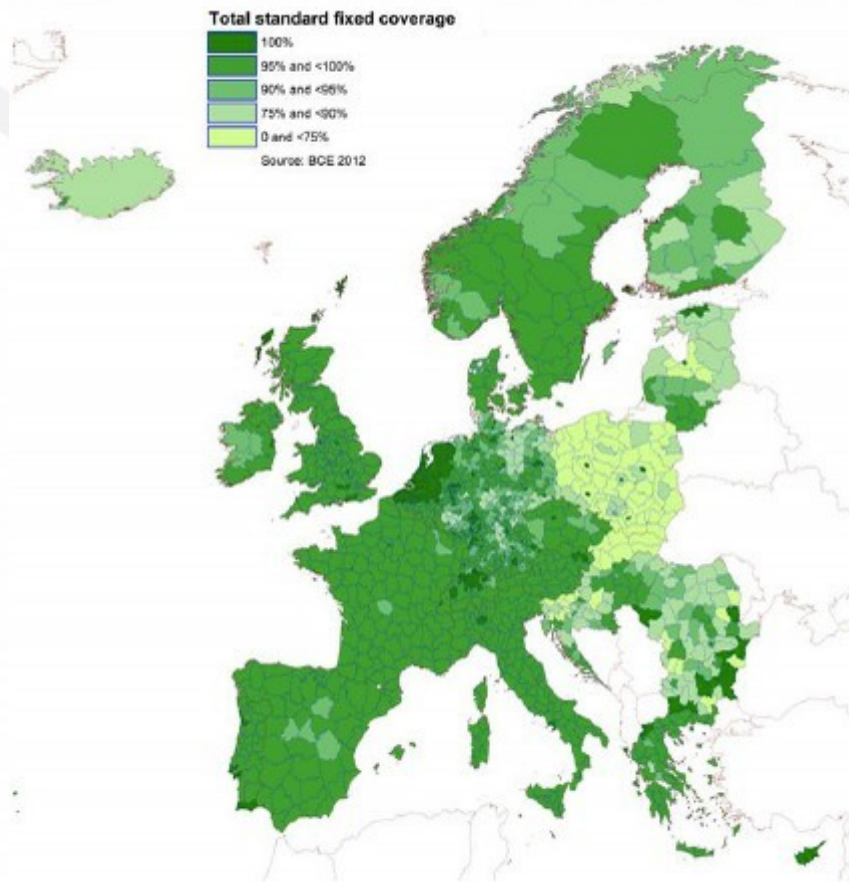 Total standard fixed coverage
100%
95% and <100%
90% and <95%
75% and <90%
0 and <75%
Source: BCE 2012